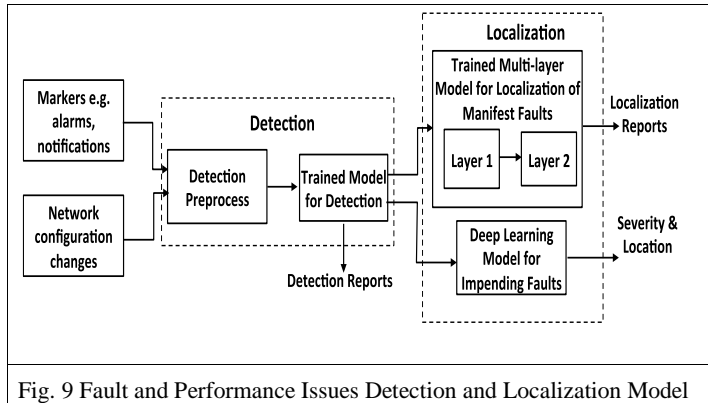 Localization
Trained Multi-layer
Model for Localization of
Manifest Faults
Layer 1
Layer 2
Localization
Reports
Markers e.g.
alarms,
notifications
Detection
Detection
Preprocess
Trained Model
for Detection
Network
configuration
changes
Detection Reports
Deep Learning
Model for
Impending Faults
Severity &
Location
Fig. 9 Fault and Performance Issues Detection and Localization Model